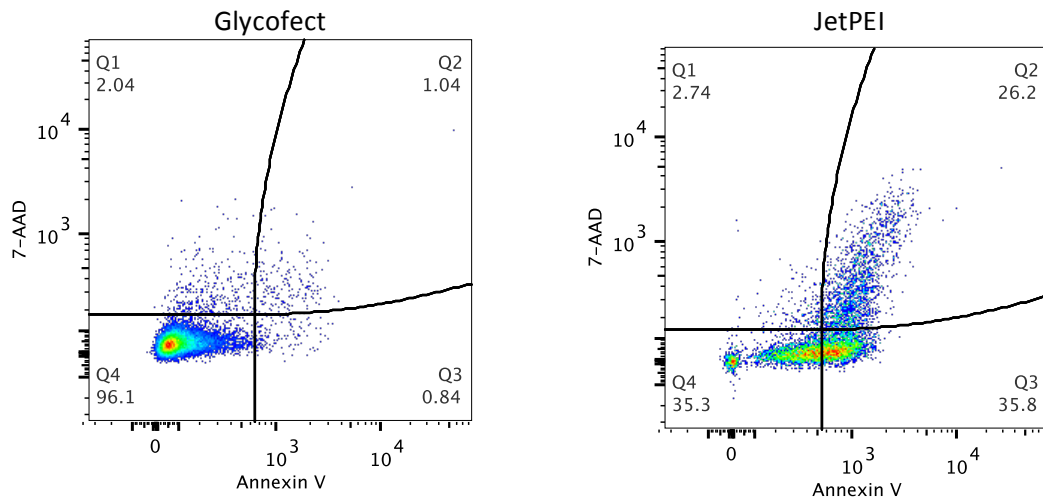 Glycofect
Q1
2.04
Q2
1.04
10^4
10^3
7-AAD
Q4
96.1
Q3
0.84
0
10^3
10^4
Annexin V
JetPEI
Q1
2.74
Q2
26.2
10^4
10^3
7-AAD
Q4
35.3
Q3
35.8
0
10^3
10^4
Annexin V